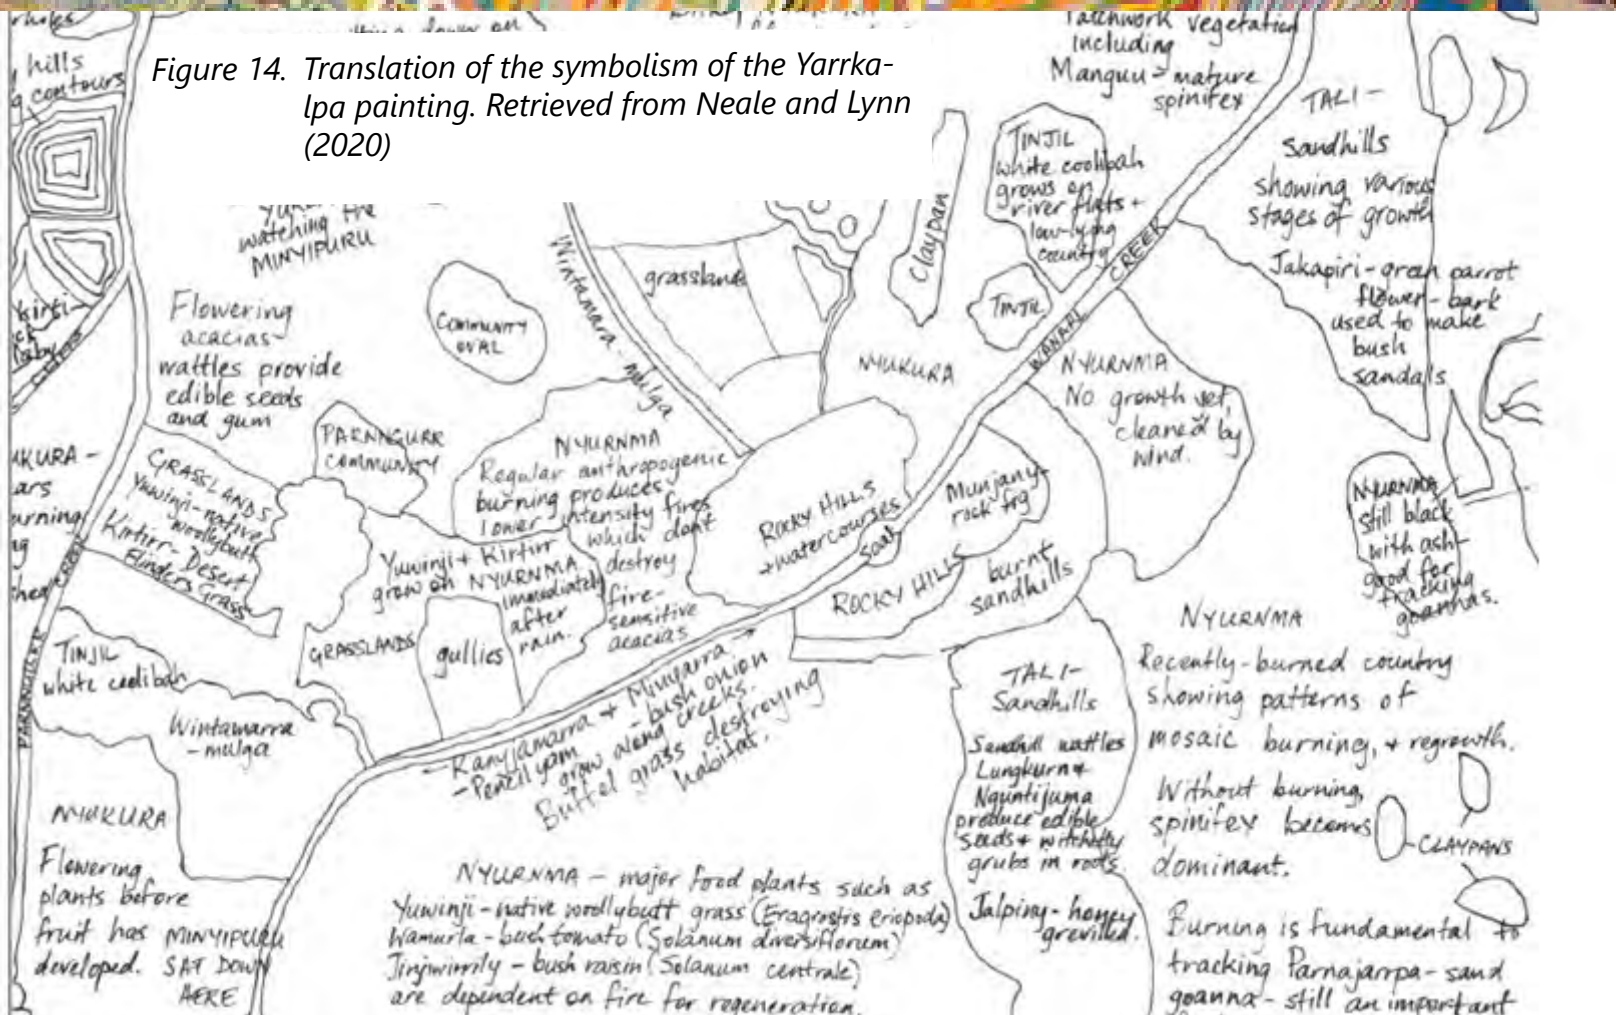 Figure 14. Translation of the symbolism of the Yarrka-
lpa painting. Retrieved from Neale and Lynn
(2020)
hills
contours
watching the
MINYIPURU
Flowering
acacias-
wattles provide
edible seeds
and gum
COMMUNITY
OVAL
PARNNGURR
COMMUNITY
Wintamara - mulga
grasslands
Claypan
patchwork vegetation
including
Manguu = mature
spinifex
TINJIL
white coolibah
grows on
river flats +
low-lying
country
TINJIL
WANARL CREEK
NYUKURA
TALI -
Sandhills
showing various
stages of growth
Jakapiri - green parrot
flower - bark
used to make
bush
sandals
NYURNMA
No growth yet,
cleaned by
wind.
NYURNMA
still black
with ash -
good for
tracking
goannas.
GRASSLANDS
Yuwinji - native
woollybutt
Kirtirr - Desert
Flinders Grass
NYURNMA
Regular anthropogenic
burning produces
lower intensity fires
which dont
destroy
fire-
sensitive
acacias
Yuwinji + Kirtirr
grow on NYURNMA
immediately
after
rain.
GRASSLANDS
gullies
ROCKY HILLS
+ watercourses
Soak
Munjany-
rock fig
ROCKY HILLS
burnt
sandhills
TINJIL
white coolibah
Wintamarra
- mulga
PARNNGURR CREEK
Kanyjamarra + Minyarra
- Pencil yam - bush onion
grow along creeks.
Buffel grass destroying
habitat.
NYUKURA
Flowering
plants before
fruit has
developed.
MINYIPURU
SAT DOWN
HERE
NYURNMA - major food plants such as
Yuwinji - native woollybutt grass (Eragrostis eriopoda)
Wamurla - bush tomato (Solanum diversiflorum)
Jinjiwirrily - bush raisin (Solanum centrale)
are dependent on fire for regeneration.
TALI -
Sandhills
Sandhill wattles
Lungkurn +
Nguntijuma
produce edible
seeds + witchetty
grubs in roots.
Jalpiny - honey
grevillea.
NYURNMA
Recently-burned country
showing patterns of
mosaic burning, + regrowth.
Without burning,
spinifex becomes
dominant.
CLAYPANS
Burning is fundamental to
tracking Parnajarrpa - sand
goanna - still an important